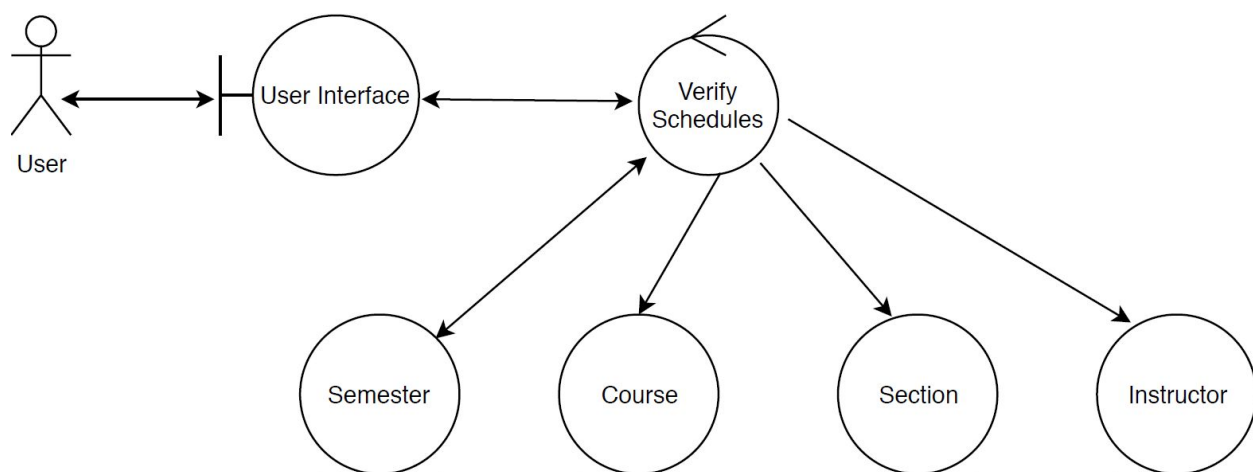 User Interface
Verify
Schedules
User
Semester
Course
Section
Instructor